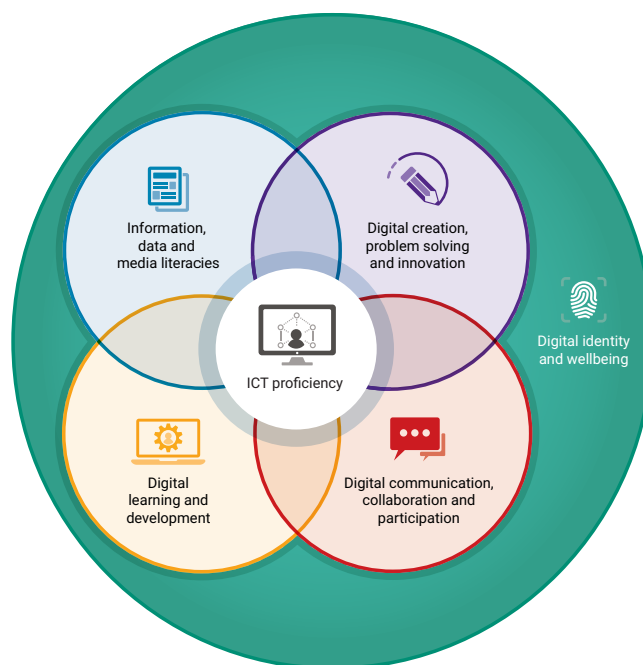 Information,
data and
media literacies
Digital creation,
problem solving
and innovation
Digital identity
and wellbeing
ICT proficiency
Digital
learning and
development
Digital communication,
collaboration and
participation